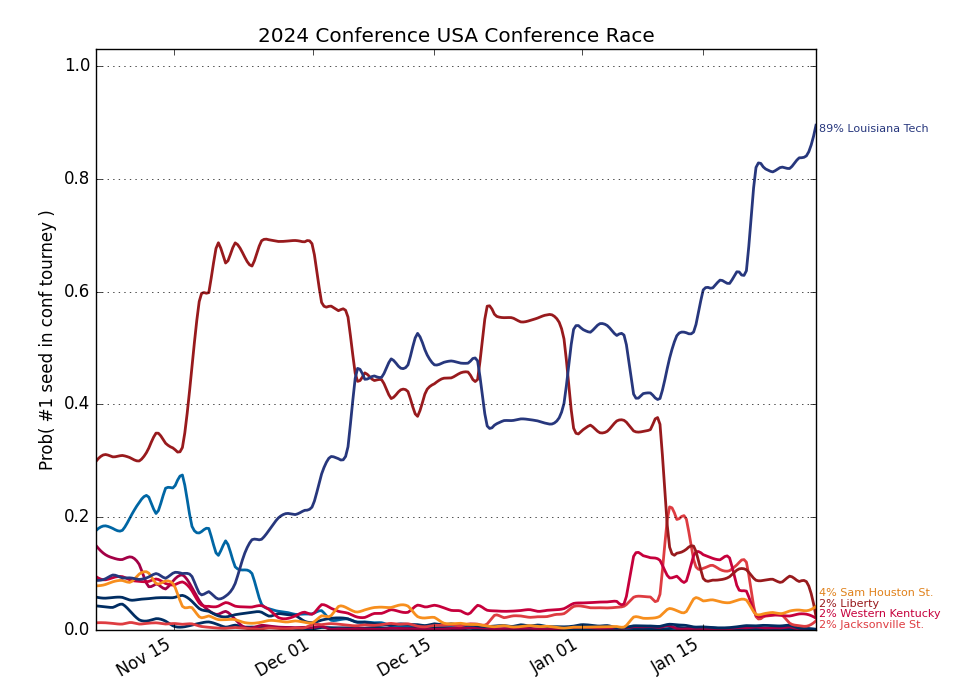 2024 Conference USA Conference Race
Prob( #1 seed in conf tourney )
1.0
0.8
0.6
0.4
0.2
0.0
Nov 15
Dec 01
Dec 15
Jan 01
Jan 15
89% Louisiana Tech
4% Sam Houston St.
2% Liberty
2% Western Kentucky
2% Jacksonville St.